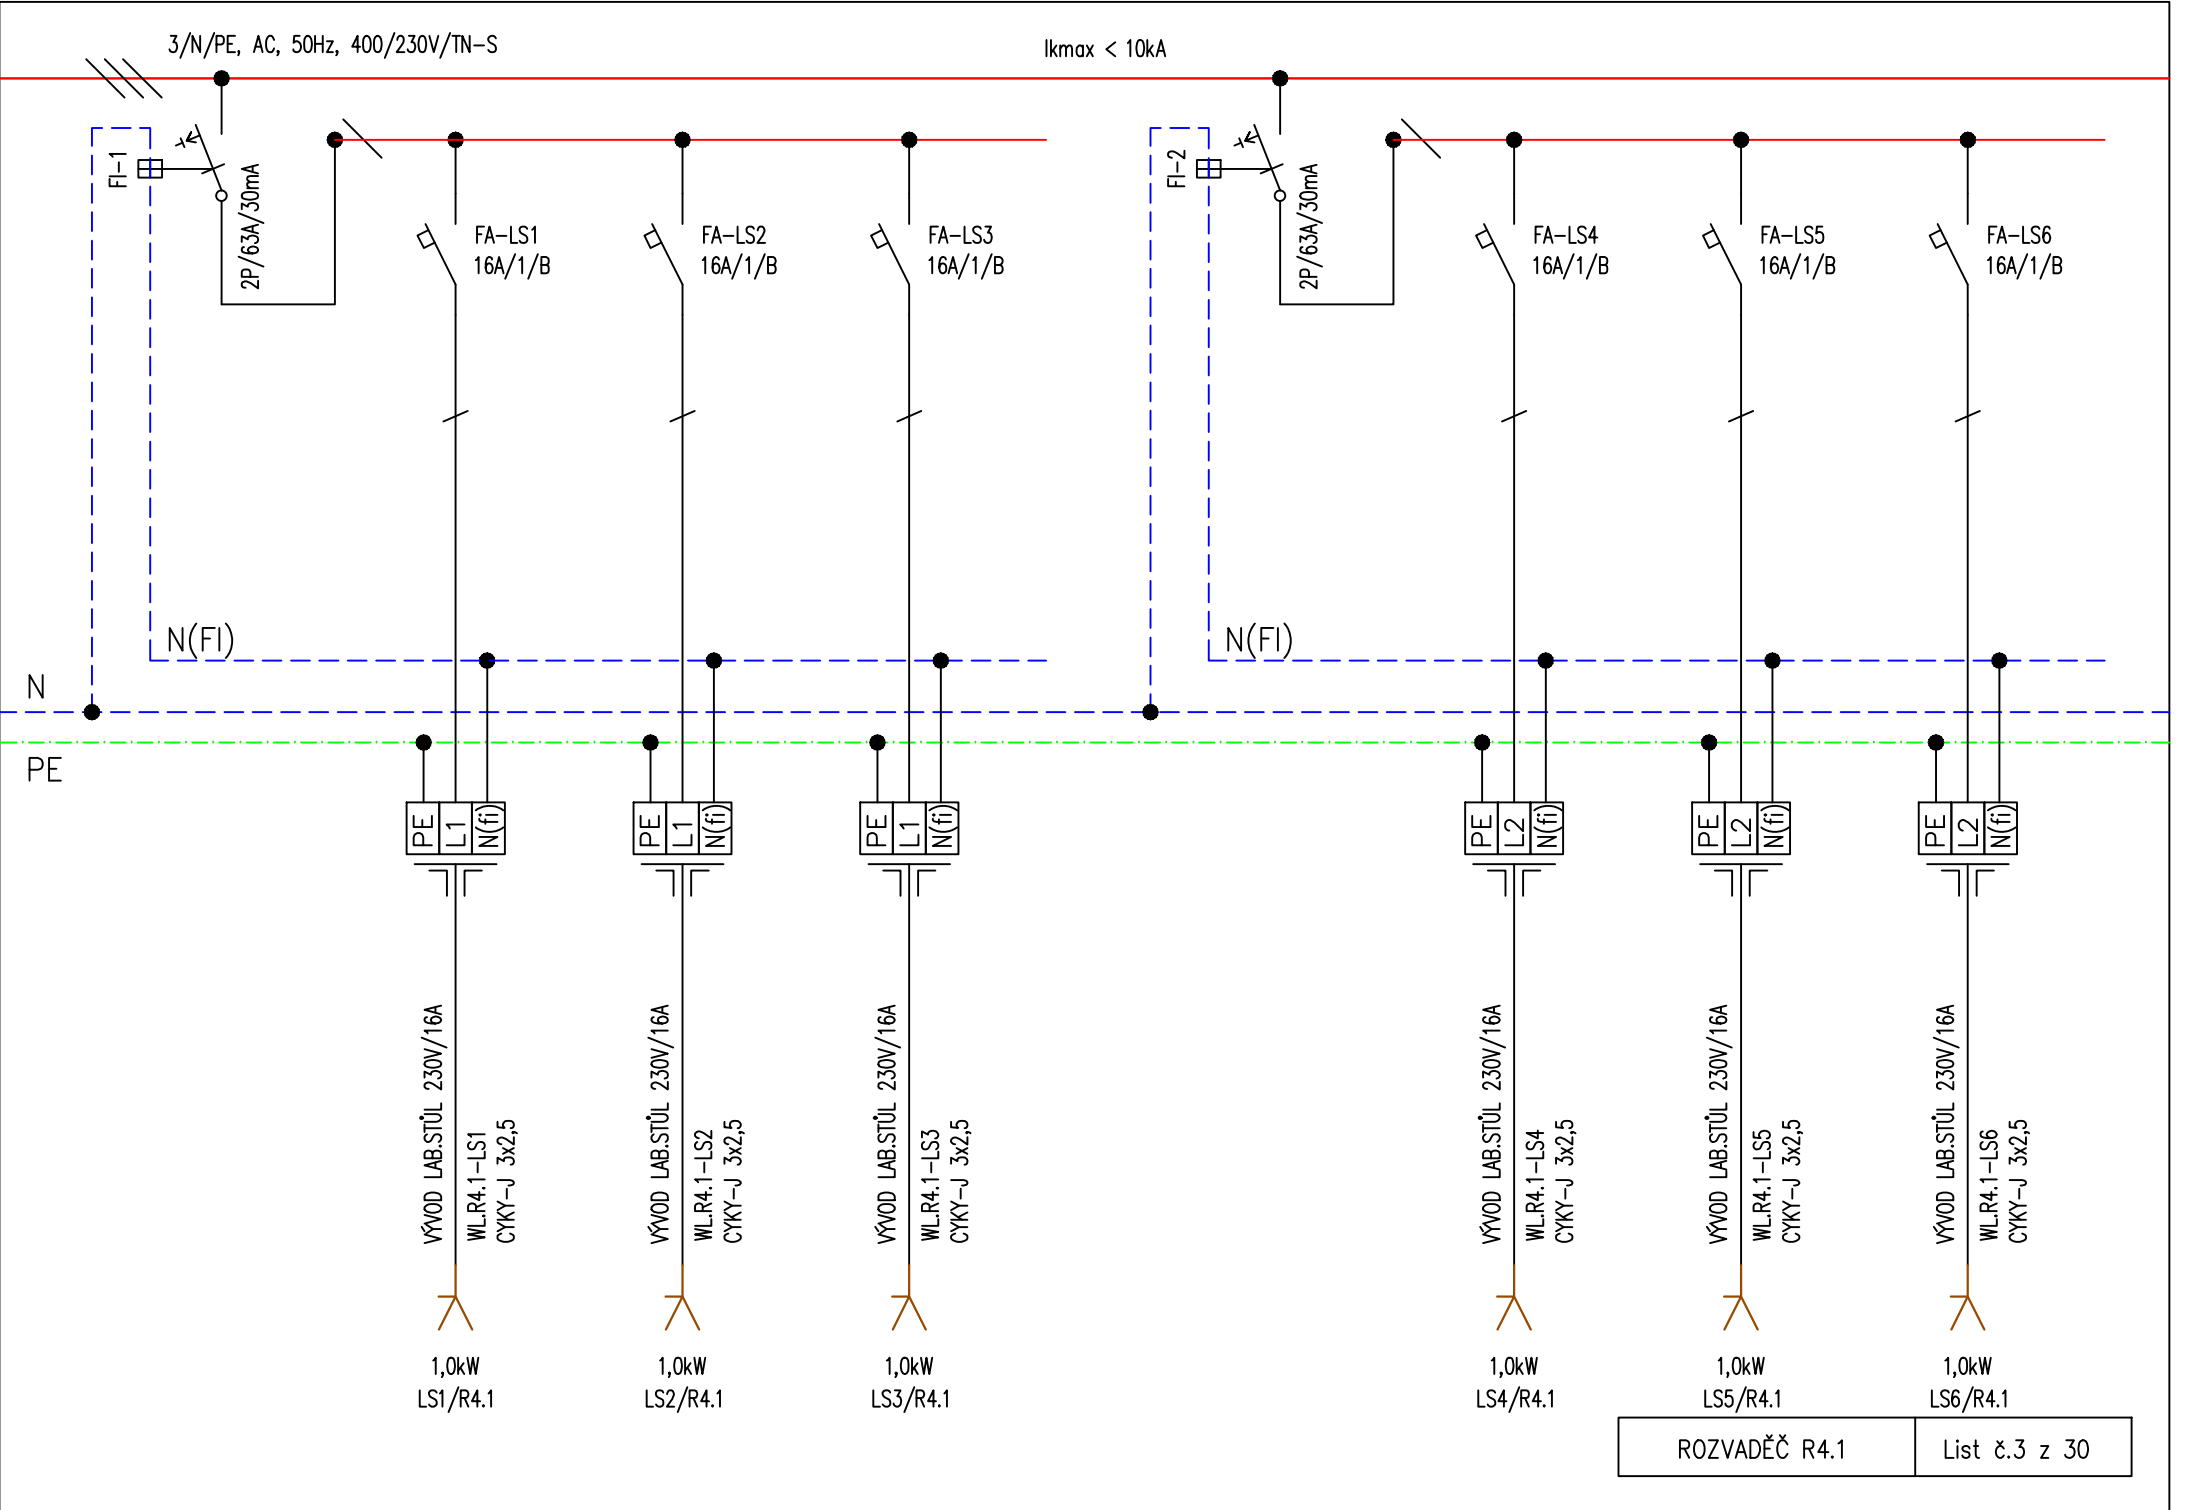 3/N/PE, AC, 50Hz, 400/230V/TN-S
Ikmax < 10kA
FI-1
2P/63A/30mA
FA-LS1
16A/1/B
FA-LS2
16A/1/B
FA-LS3
16A/1/B
FI-2
2P/63A/30mA
FA-LS4
16A/1/B
FA-LS5
16A/1/B
FA-LS6
16A/1/B
N(FI)
N(FI)
N
PE
PE
L1
N(fi)
PE
L1
N(fi)
PE
L1
N(fi)
PE
L2
N(fi)
PE
L2
N(fi)
PE
L2
N(fi)
VÝVOD LAB.STŮL 230V/16A
WL.R4.1-LS1
CYKY-J 3x2,5
VÝVOD LAB.STŮL 230V/16A
WL.R4.1-LS2
CYKY-J 3x2,5
VÝVOD LAB.STŮL 230V/16A
WL.R4.1-LS3
CYKY-J 3x2,5
VÝVOD LAB.STŮL 230V/16A
WL.R4.1-LS4
CYKY-J 3x2,5
VÝVOD LAB.STŮL 230V/16A
WL.R4.1-LS5
CYKY-J 3x2,5
VÝVOD LAB.STŮL 230V/16A
WL.R4.1-LS6
CYKY-J 3x2,5
1,0kW
LS1/R4.1
1,0kW
LS2/R4.1
1,0kW
LS3/R4.1
1,0kW
LS4/R4.1
1,0kW
LS5/R4.1
1,0kW
LS6/R4.1
ROZVADĚČ R4.1
List č.3 z 30